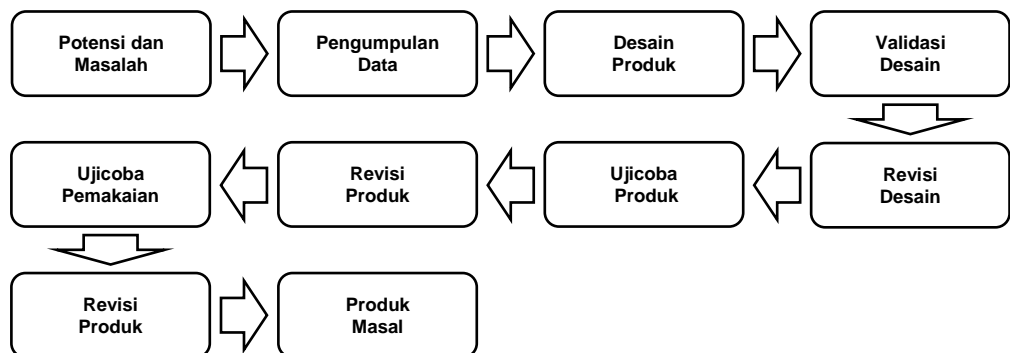 Potensi dan
Masalah
Pengumpulan
Data
Desain
Produk
Validasi
Desain
Revisi
Desain
Ujicoba
Produk
Revisi
Produk
Ujicoba
Pemakaian
Revisi
Produk
Produk
Masal